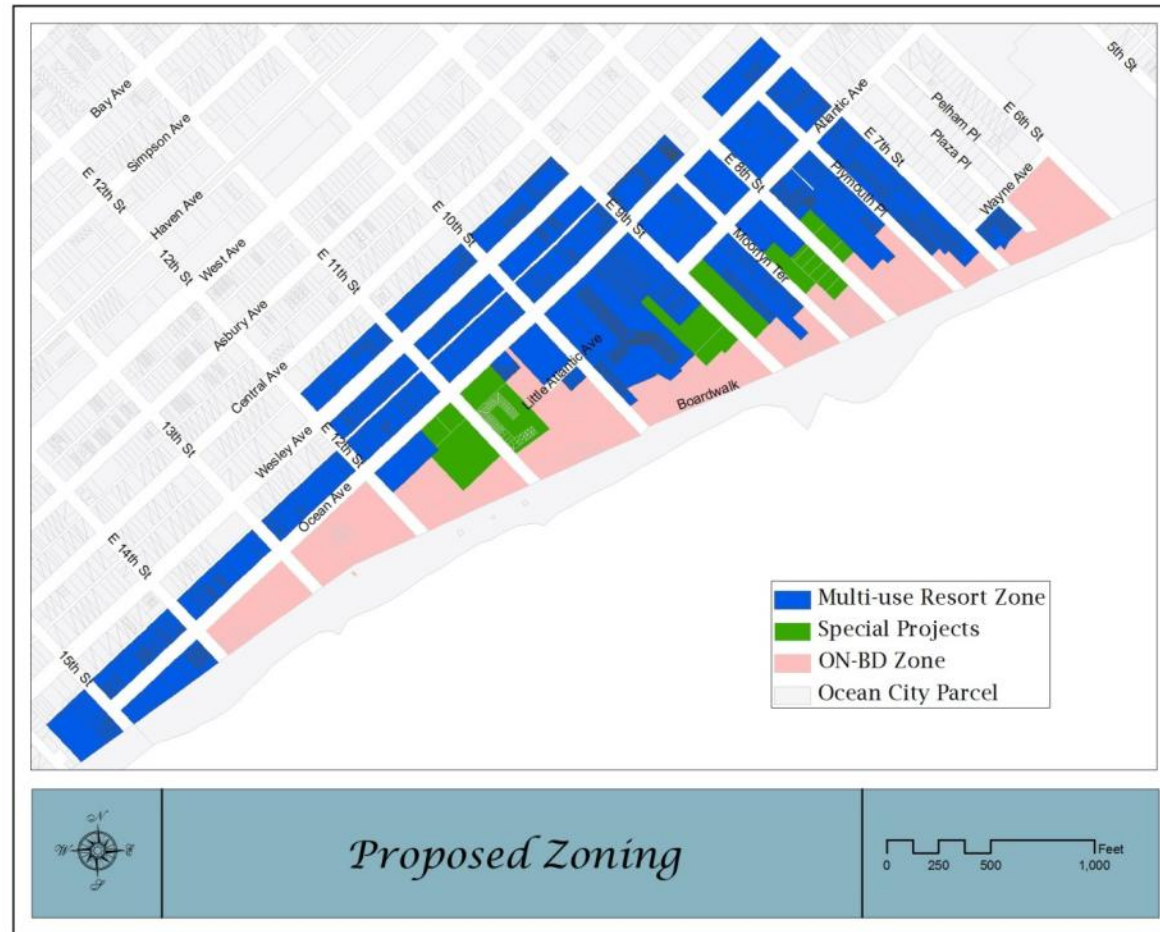 5th St
Bay Ave
Simpson Ave
Atlantic Ave
Pelham Pl
Plaza Pl
E 6th St
E 7th St
E 12th St
Haven Ave
E 8th St
Plymouth Pl
Wayne Ave
E 10th St
E 9th St
12th St
West Ave
E 11th St
Moorlyn Ter
Asbury Ave
Central Ave
Little Atlantic Ave
Boardwalk
13th St
Wesley Ave
E 12th St
Ocean Ave
E 14th St
15th St
Multi-use Resort Zone
Special Projects
ON-BD Zone
Ocean City Parcel
N
W E
S
Proposed Zoning
Feet
0 250 500 1,000